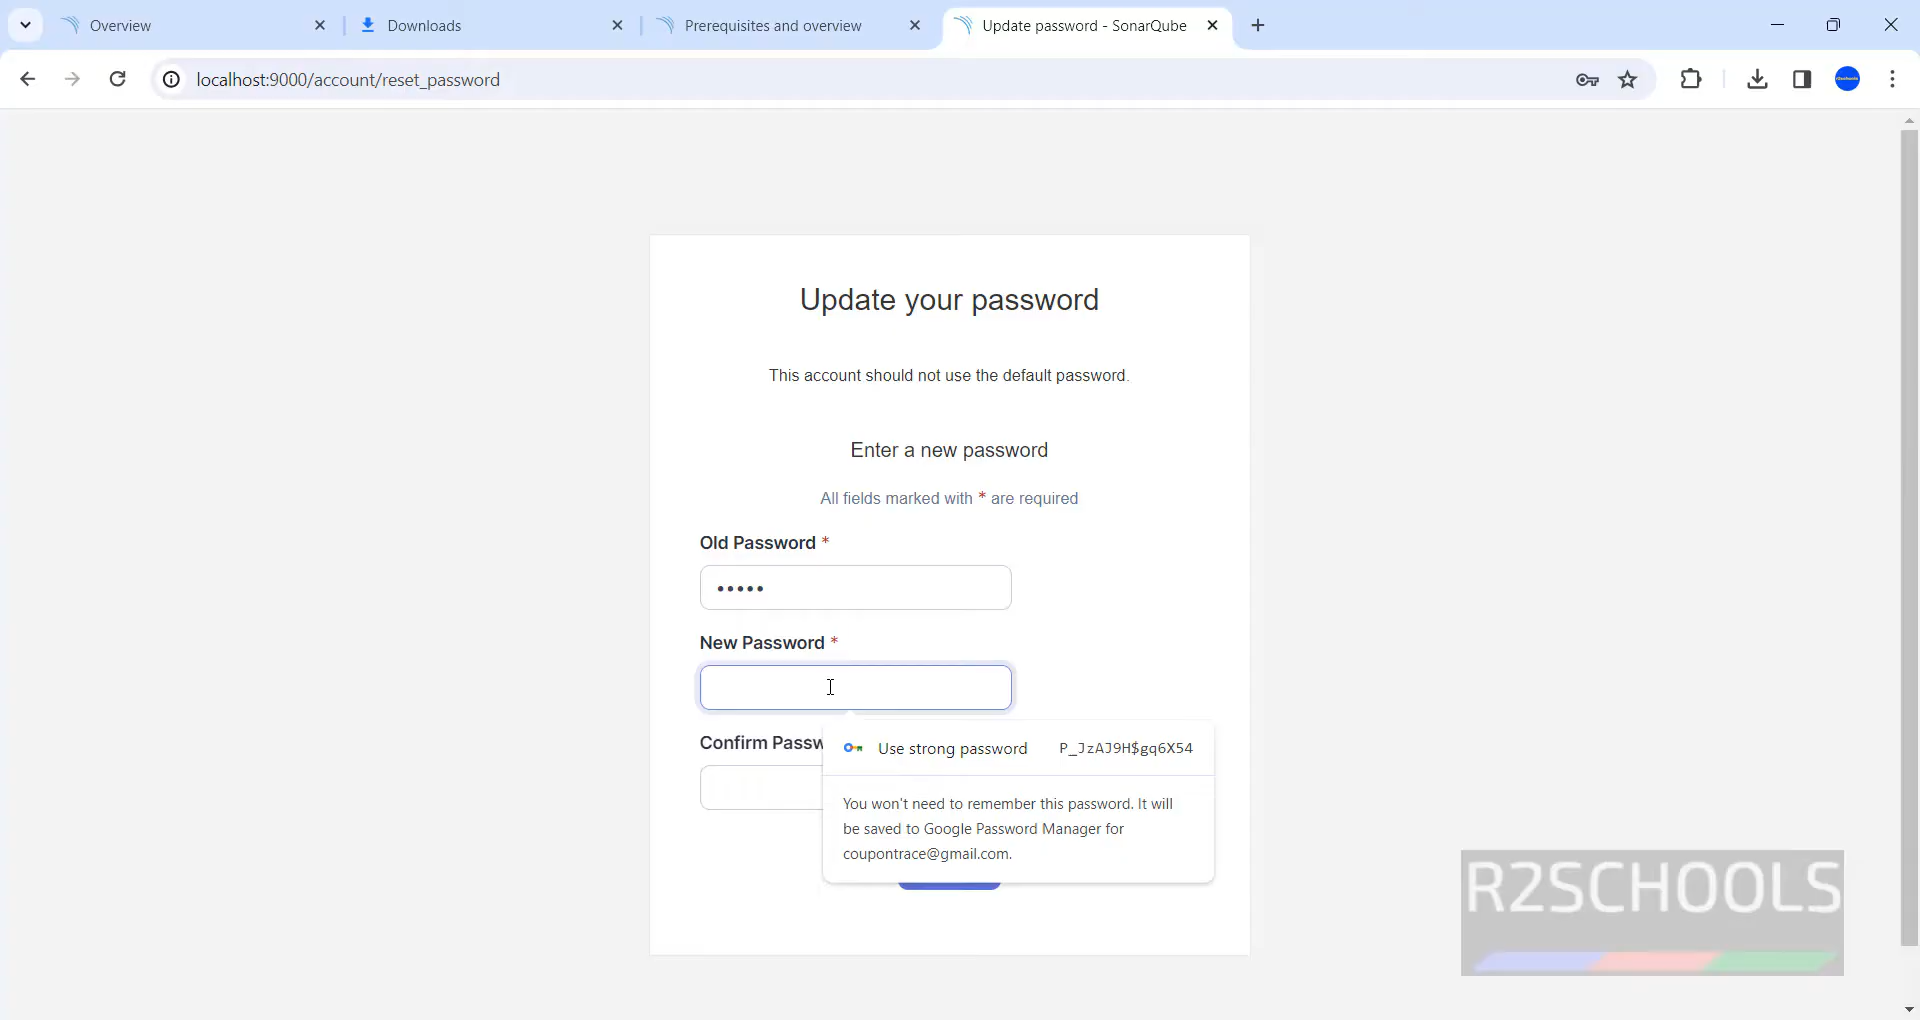 Overview
Downloads
Prerequisites and overview
Update password - SonarQube
localhost:9000/account/reset_password
Update your password
This account should not use the default password.
Enter a new password
All fields marked with * are required
Old Password *
•••••
New Password *
Confirm Passw
Use strong password P_JzAJ9H$gq6X54
You won't need to remember this password. It will
be saved to Google Password Manager for
coupontrace@gmail.com.
R2SCHOOLS